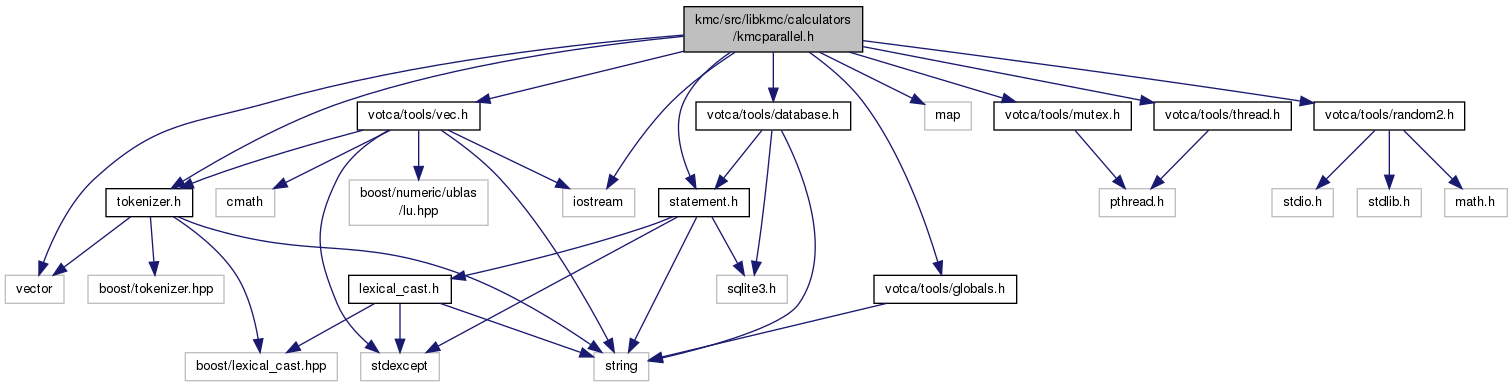 kmc/src/libkmc/calculators
/kmcparallel.h
votca/tools/vec.h
votca/tools/database.h
map
votca/tools/mutex.h
votca/tools/thread.h
votca/tools/random2.h
tokenizer.h
cmath
boost/numeric/ublas
/lu.hpp
iostream
statement.h
pthread.h
stdio.h
stdlib.h
math.h
vector
boost/tokenizer.hpp
lexical_cast.h
sqlite3.h
votca/tools/globals.h
boost/lexical_cast.hpp
stdexcept
string